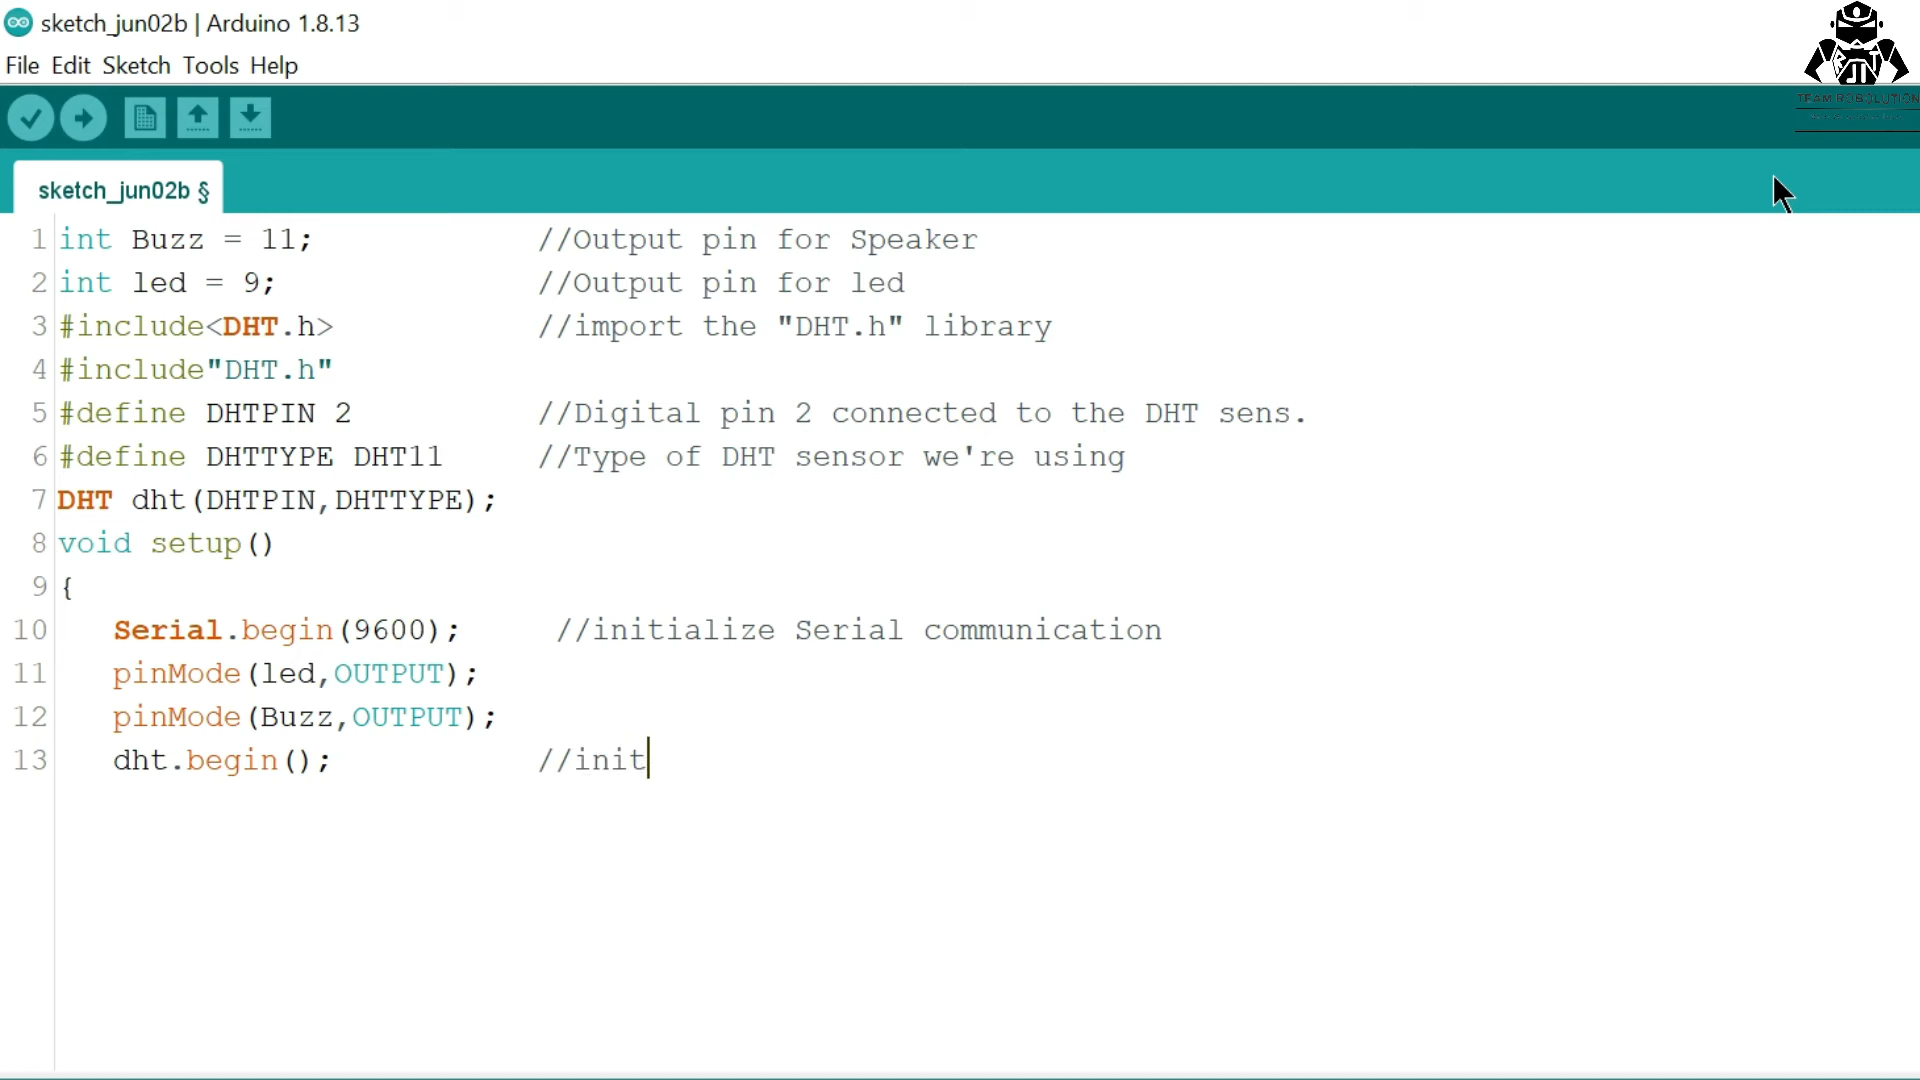 sketch_jun02b | Arduino 1.8.13
File Edit Sketch Tools Help
TEAM ROBOLUTION
sketch_jun02b §
1 int Buzz = 11; //Output pin for Speaker
2 int led = 9; //Output pin for led
3 #include<DHT.h> //import the "DHT.h" library
4 #include"DHT.h"
5 #define DHTPIN 2 //Digital pin 2 connected to the DHT sens.
6 #define DHTTYPE DHT11 //Type of DHT sensor we're using
7 DHT dht(DHTPIN,DHTTYPE);
8 void setup()
9 {
10 Serial.begin(9600); //initialize Serial communication
11 pinMode(led,OUTPUT);
12 pinMode(Buzz,OUTPUT);
13 dht.begin(); //init